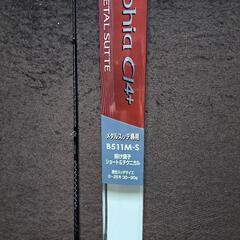 phia CI4+
ETAL SUTTE
メタルスッテ専用
B511M-S
掛け調子
ショート&テクニカル